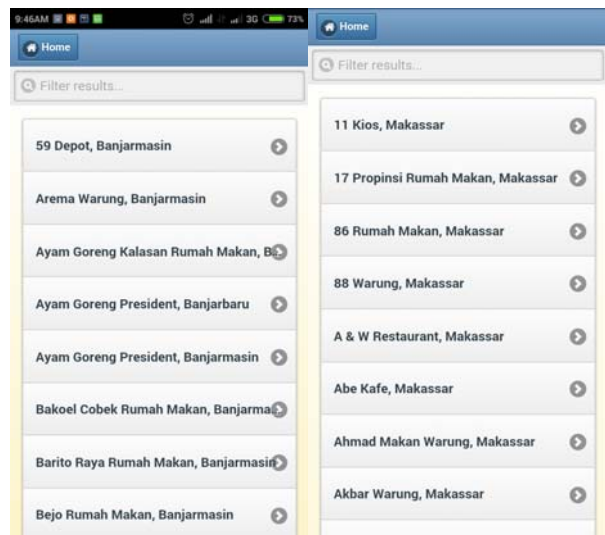 9:46AM 3G 73%
Home
Filter results...
59 Depot, Banjarmasin
Arema Warung, Banjarmasin
Ayam Goreng Kalasan Rumah Makan, B...
Ayam Goreng President, Banjarbaru
Ayam Goreng President, Banjarmasin
Bakoel Cobek Rumah Makan, Banjarma...
Barito Raya Rumah Makan, Banjarmasin
Bejo Rumah Makan, Banjarmasin
Home
Filter results...
11 Kios, Makassar
17 Propinsi Rumah Makan, Makassar
86 Rumah Makan, Makassar
88 Warung, Makassar
A & W Restaurant, Makassar
Abe Kafe, Makassar
Ahmad Makan Warung, Makassar
Akbar Warung, Makassar